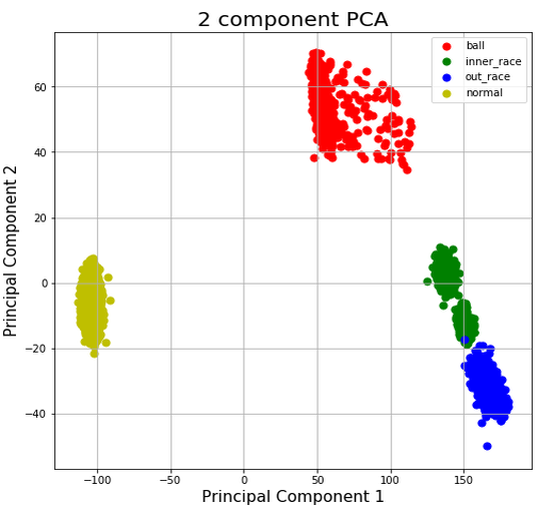 2 component PCA
ball
inner_race
out_race
normal
60
40
20
0
−20
−40
Principal Component 2
−100
−50
0
50
100
150
Principal Component 1